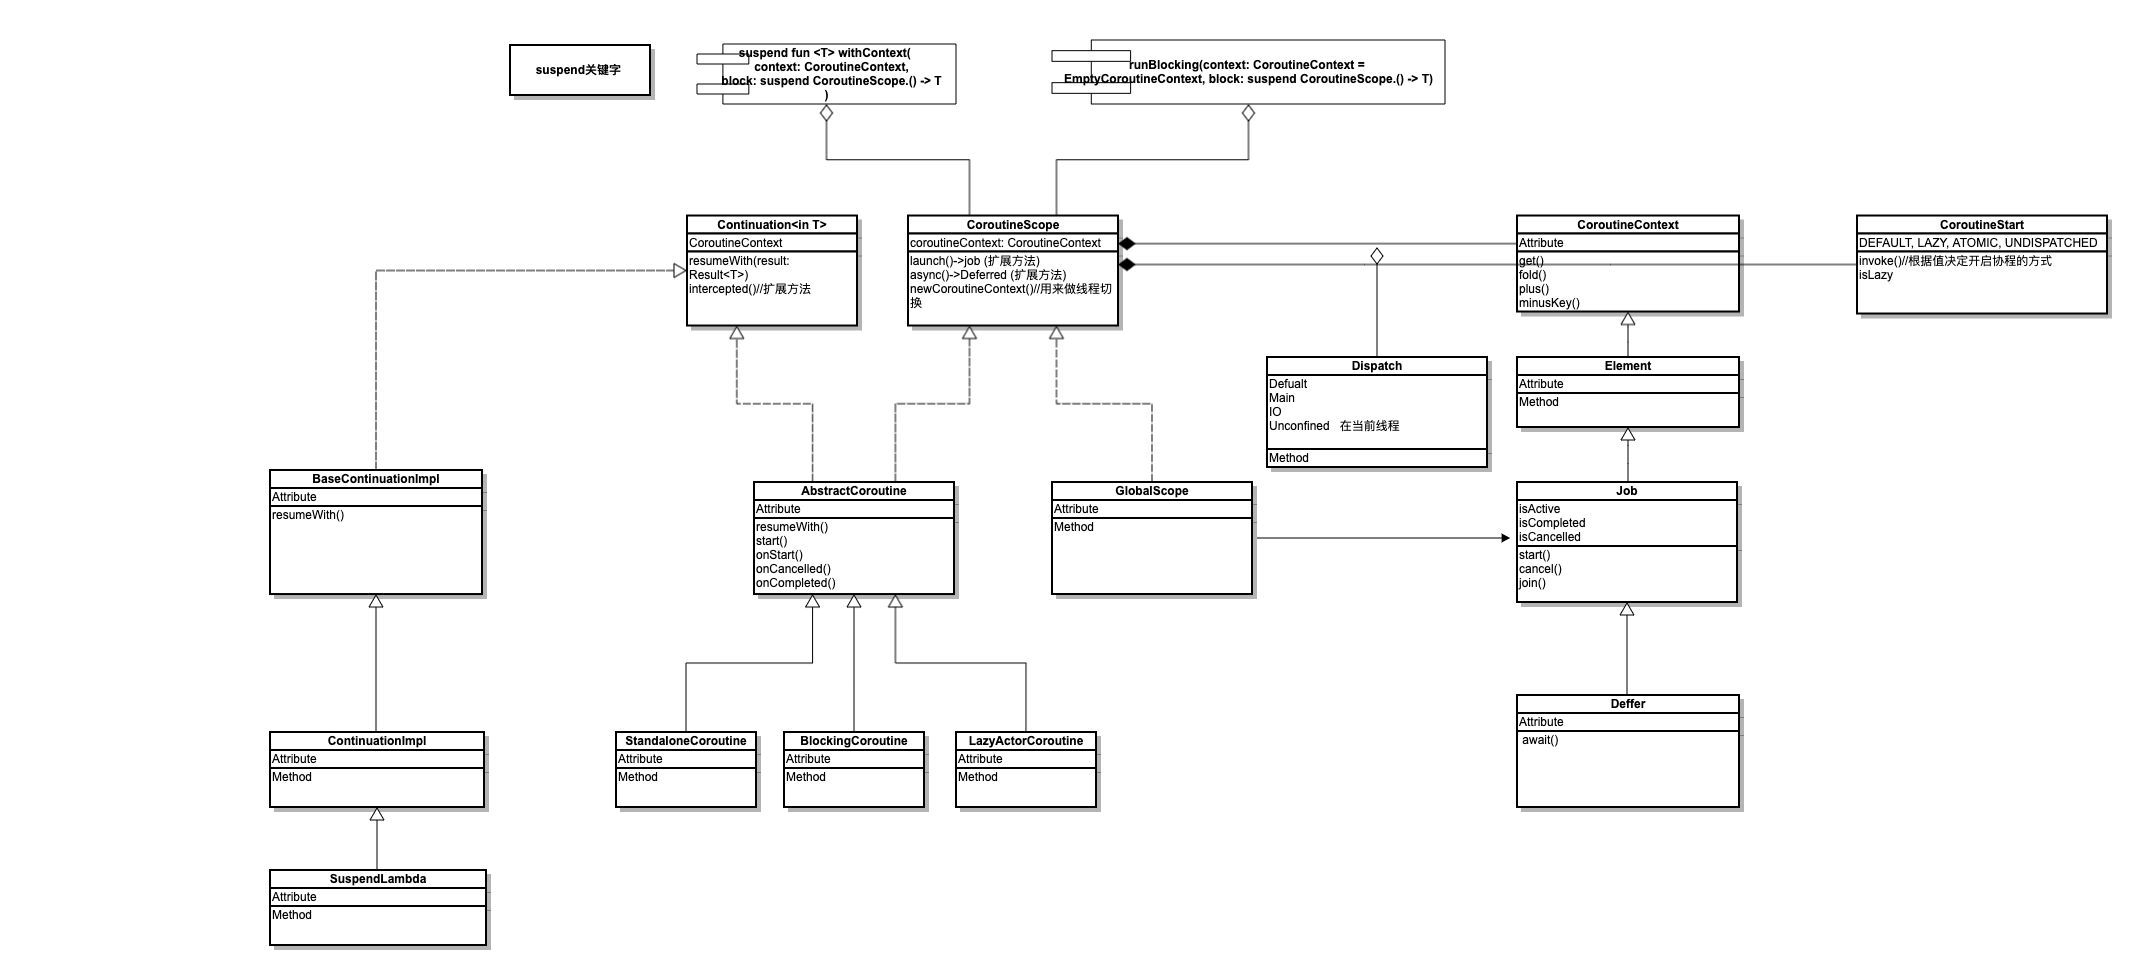 suspend关键字
suspend fun <T> withContext(
context: CoroutineContext,
block: suspend CoroutineScope.() -> T
)
runBlocking(context: CoroutineContext =
EmptyCoroutineContext, block: suspend CoroutineScope.() -> T)
Continuation<in T>
CoroutineContext
resumeWith(result:
Result<T>)
intercepted()//扩展方法
CoroutineScope
coroutineContext: CoroutineContext
launch()->job (扩展方法)
async()->Deferred (扩展方法)
newCoroutineContext()//用来做线程切
换
CoroutineContext
Attribute
get()
fold()
plus()
minusKey()
CoroutineStart
DEFAULT, LAZY, ATOMIC, UNDISPATCHED
invoke()//根据值决定开启协程的方式
isLazy
Dispatch
Defualt
Main
IO
Unconfined 在当前线程
Method
Element
Attribute
Method
BaseContinuationImpl
Attribute
resumeWith()
AbstractCoroutine
Attribute
resumeWith()
start()
onStart()
onCancelled()
onCompleted()
GlobalScope
Attribute
Method
Job
isActive
isCompleted
isCancelled
start()
cancel()
join()
Deffer
Attribute
await()
ContinuationImpl
Attribute
Method
StandaloneCoroutine
Attribute
Method
BlockingCoroutine
Attribute
Method
LazyActorCoroutine
Attribute
Method
SuspendLambda
Attribute
Method